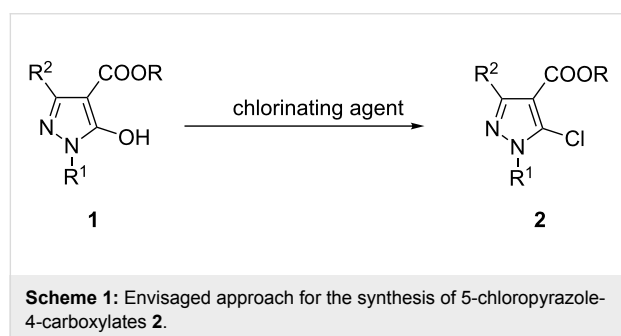 R² COOR
N
N OH
R¹
1
chlorinating agent
R² COOR
N
N Cl
R¹
2
Scheme 1: Envisaged approach for the synthesis of 5-chloropyrazole-
4-carboxylates 2.